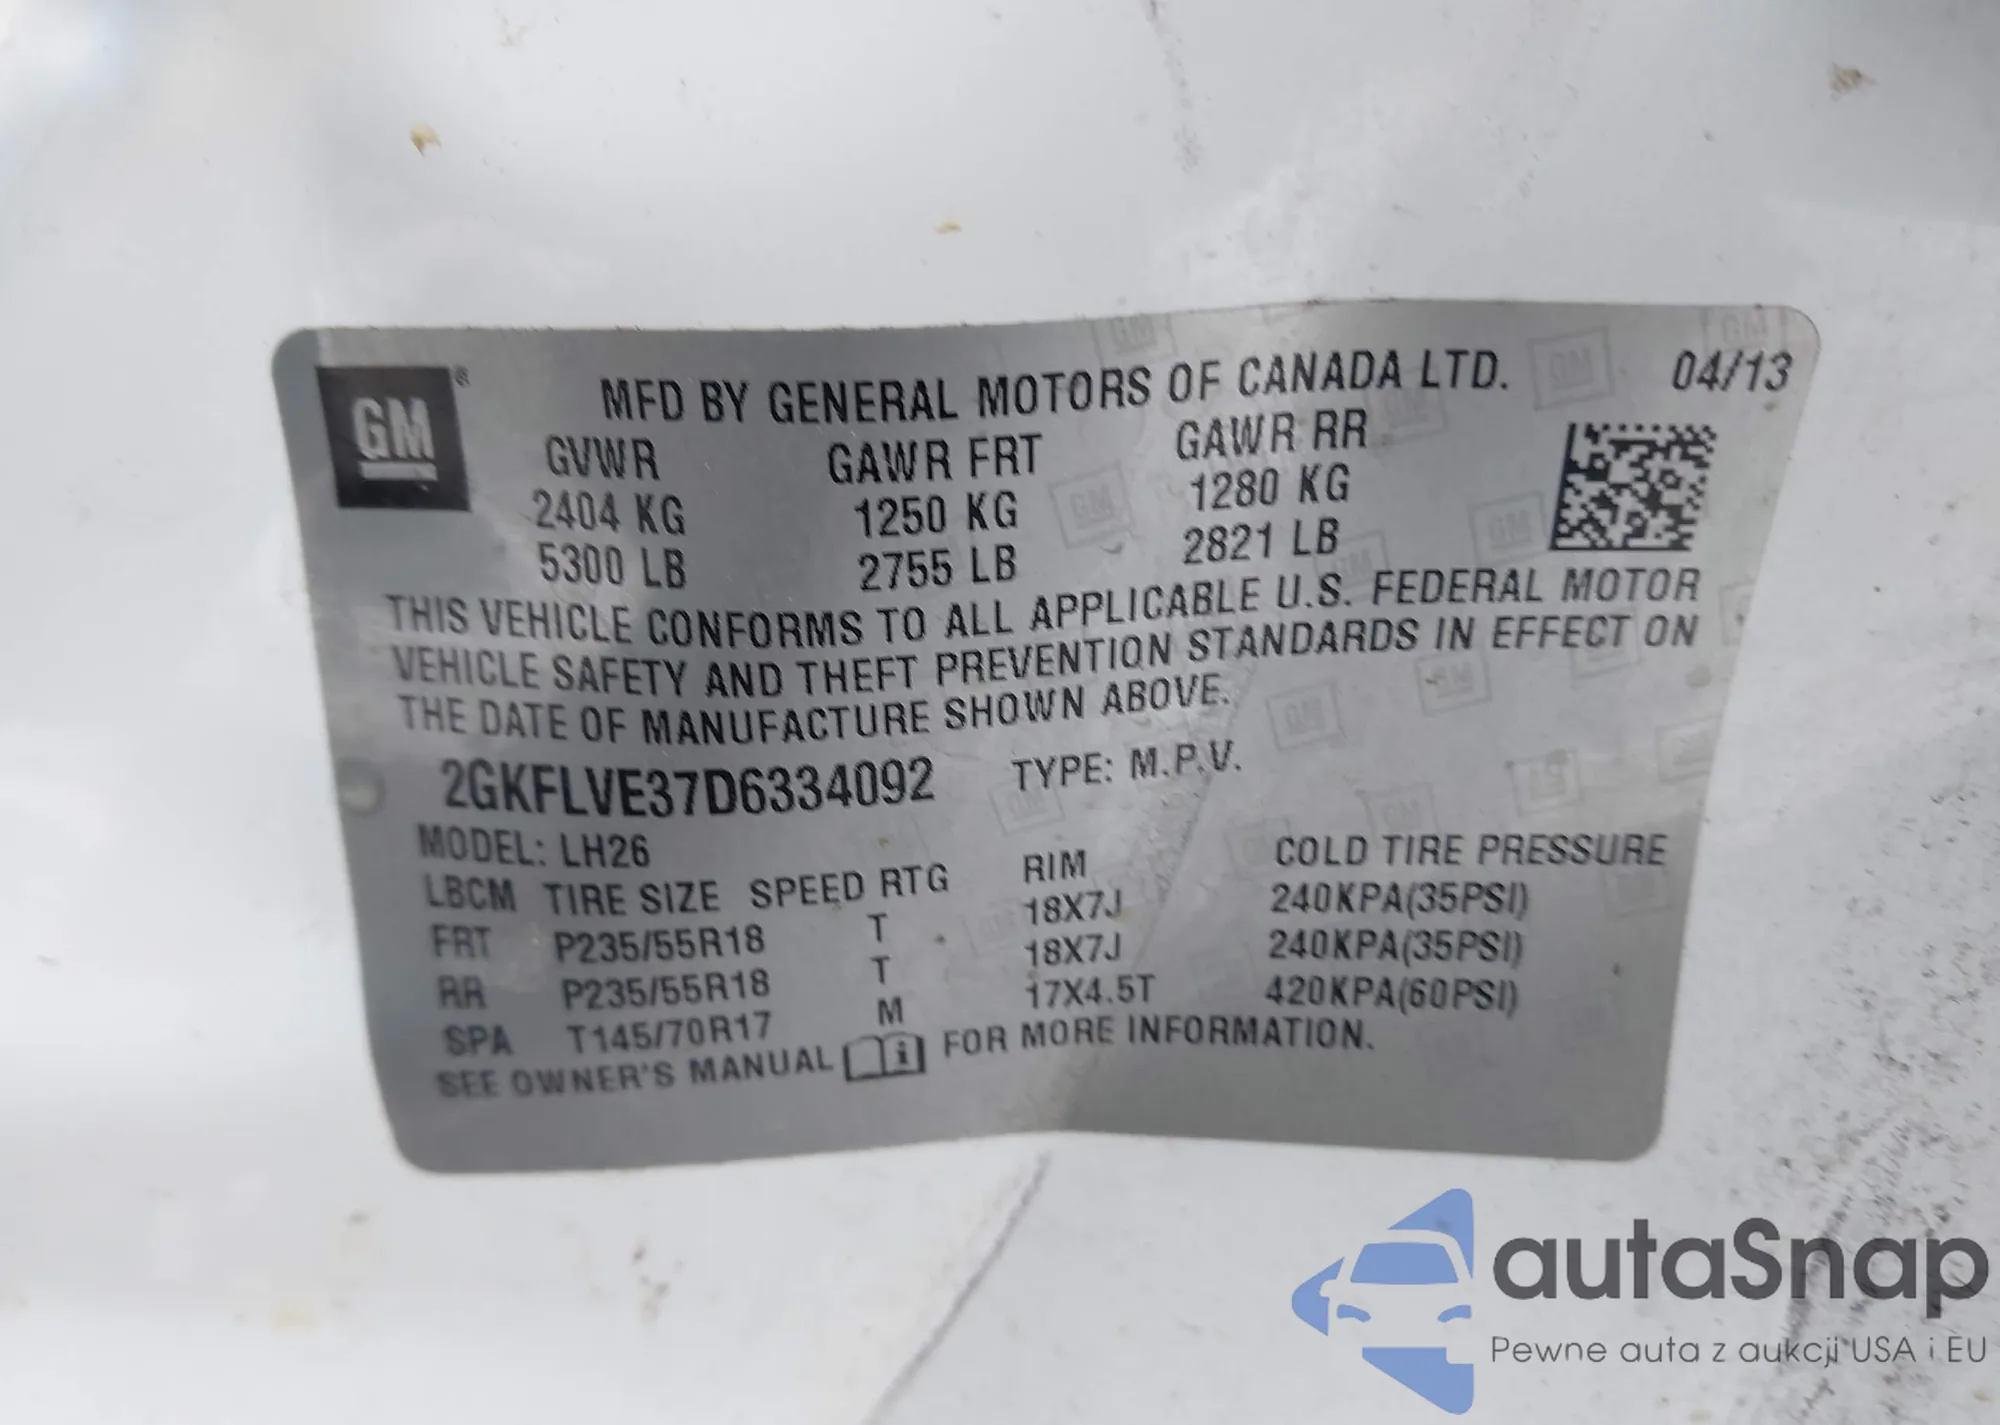 GM®
MFD BY GENERAL MOTORS OF CANADA LTD. 04/13
GVWR GAWR FRT GAWR RR
2404 KG 1250 KG 1280 KG
5300 LB 2755 LB 2821 LB
THIS VEHICLE CONFORMS TO ALL APPLICABLE U.S. FEDERAL MOTOR
VEHICLE SAFETY AND THEFT PREVENTION STANDARDS IN EFFECT ON
THE DATE OF MANUFACTURE SHOWN ABOVE.
2GKFLVE37D6334092 TYPE: M.P.V.
MODEL: LH26
LBCM TIRE SIZE SPEED RTG RIM COLD TIRE PRESSURE
FRT P235/55R18 T 18X7J 240KPA(35PSI)
RR P235/55R18 T 18X7J 240KPA(35PSI)
SPA T145/70R17 M 17X4.5T 420KPA(60PSI)
SEE OWNER'S MANUAL FOR MORE INFORMATION.
autaSnap
Pewne auta z aukcji USA i EU